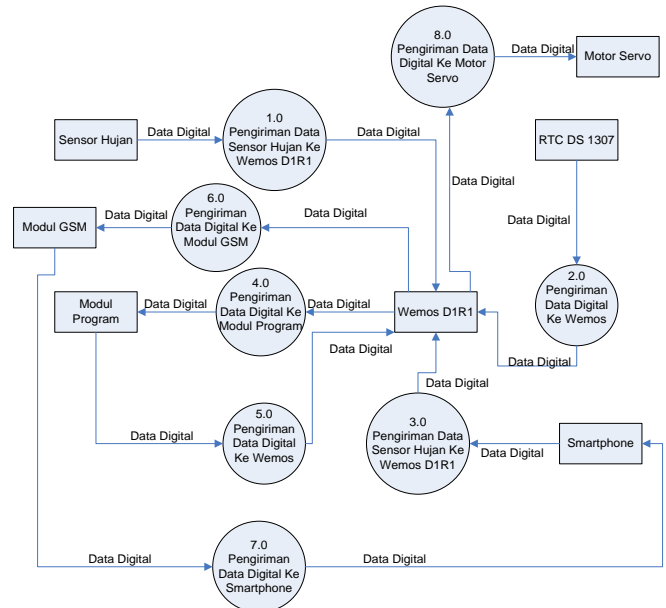 8.0
Pengiriman Data
Digital Ke Motor
Servo
Data Digital
Motor Servo
Sensor Hujan
Data Digital
1.0
Pengiriman Data
Sensor Hujan Ke
Wemos D1R1
Data Digital
RTC DS 1307
Data Digital
Data Digital
Modul GSM
Data Digital
6.0
Pengiriman
Data Digital Ke
Modul GSM
Data Digital
2.0
Pengiriman
Data Digital
Ke Wemos
Modul
Program
Data Digital
4.0
Pengiriman
Data Digital Ke
Modul Program
Data Digital
Wemos D1R1
Data Digital
Data Digital
Data Digital
5.0
Pengiriman
Data Digital
Ke Wemos
3.0
Pengiriman Data
Sensor Hujan Ke
Wemos D1R1
Data Digital
Smartphone
Data Digital
7.0
Pengiriman
Data Digital Ke
Smartphone
Data Digital